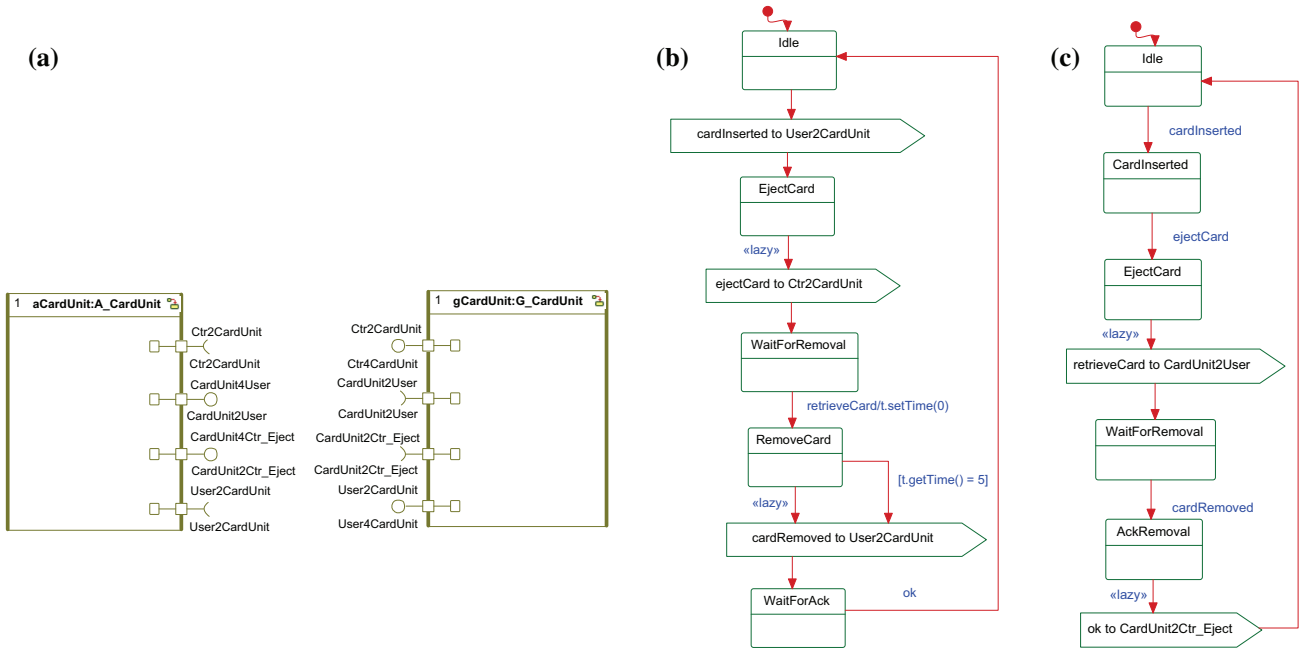 (a)
1 aCardUnit:A_CardUnit
Ctr2CardUnit
Ctr2CardUnit
CardUnit4User
CardUnit2User
CardUnit4Ctr_Eject
CardUnit2Ctr_Eject
User2CardUnit
User2CardUnit
1 gCardUnit:G_CardUnit
Ctr2CardUnit
Ctr4CardUnit
CardUnit2User
CardUnit2User
CardUnit2Ctr_Eject
CardUnit2Ctr_Eject
User2CardUnit
User4CardUnit
(b)
Idle
cardInserted to User2CardUnit
EjectCard
«lazy»
ejectCard to Ctr2CardUnit
WaitForRemoval
retrieveCard/t.setTime(0)
RemoveCard
[t.getTime() = 5]
«lazy»
cardRemoved to User2CardUnit
WaitForAck
ok
(c)
Idle
cardInserted
CardInserted
ejectCard
EjectCard
«lazy»
retrieveCard to CardUnit2User
WaitForRemoval
cardRemoved
AckRemoval
«lazy»
ok to CardUnit2Ctr_Eject